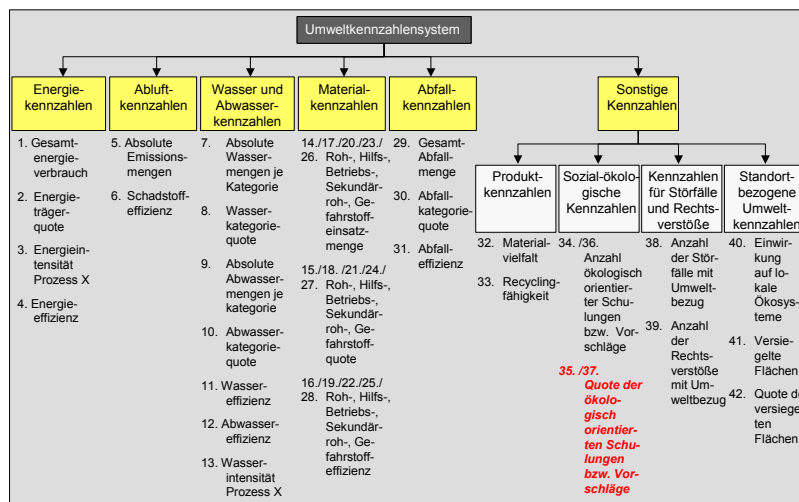 Umweltkennzahlensystem
Energie-
kennzahlen
Abluft-
kennzahlen
Wasser und
Abwasser-
kennzahlen
Material-
kennzahlen
Abfall-
kennzahlen
Sonstige
Kennzahlen
1. Gesamt-
energie-
verbrauch
2. Energie-
träger-
quote
3. Energiein-
tensität
Prozess X
4. Energie-
effizienz
5. Absolute
Emissions-
mengen
6. Schadstoff-
effizienz
7. Absolute
Wasser-
mengen je
Kategorie
8. Wasser-
kategorie-
quote
9. Absolute
Abwasser-
mengen je
kategorie
10. Abwasser-
kategorie-
quote
11. Wasser-
effizienz
12. Abwasser-
effizienz
13. Wasser-
intensität
Prozess X
14./17./20./23./
26. Roh-, Hilfs-,
Betriebs-,
Sekundär-
roh-, Ge-
fahrstoff-
einsatz-
menge
15./18. /21./24./
27. Roh-, Hilfs-,
Betriebs-,
Sekundär-
roh-, Ge-
fahrstoff-
quote
16./19./22./25./
28. Roh-, Hilfs-,
Betriebs-,
Sekundär-
roh-, Ge-
fahrstoff-
effizienz
29. Gesamt-
Abfall-
menge
30. Abfall-
kategorie-
quote
31. Abfall-
effizienz
Produkt-
kennzahlen
Sozial-ökolo-
gische
Kennzahlen
Kennzahlen
für Störfälle
und Rechts-
verstöße
Standort-
bezogene
Umwelt-
kennzahlen
32. Material-
vielfalt
33. Recycling-
fähigkeit
34. /36.
Anzahl
ökologisch
orientier-
ter Schu-
lungen
bzw. Vor-
schläge
35. /37.
Quote der
ökolo-
gisch
orientier-
ten Schu-
lungen
bzw. Vor-
schläge
38. Anzahl
der Stör-
fälle mit
Umwelt-
bezug
39. Anzahl
der
Rechts-
verstöße
mit Um-
weltbezug
40. Einwir-
kung
auf lo-
kale
Ökosys-
teme
41. Versie-
gelte
Flächen
42. Quote de
versiege
ten
Flächen